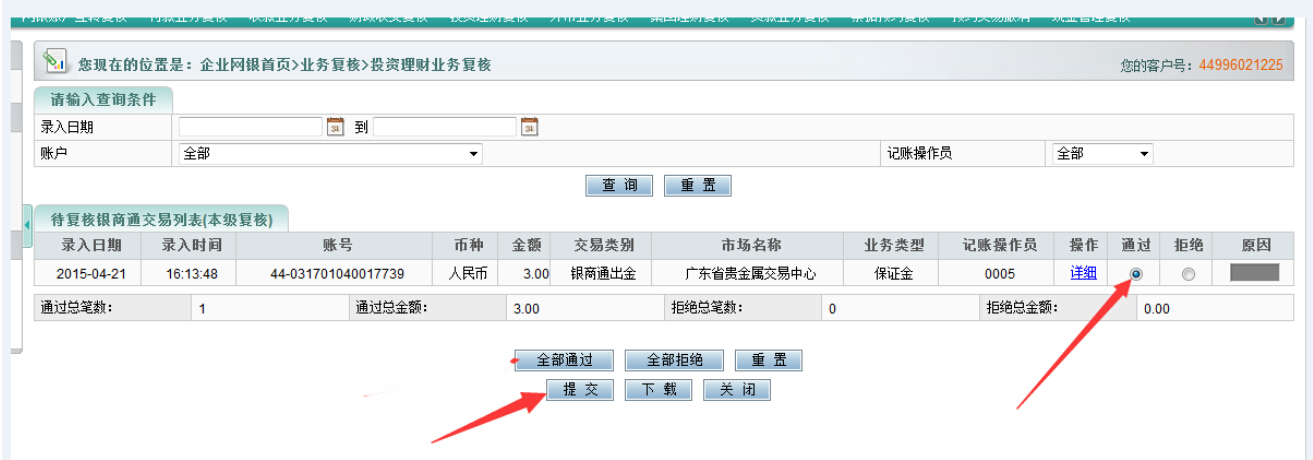 您现在的位置是：企业网银首页>业务复核>投资理财业务复核 您的客户号：44996021225
请输入查询条件
录入日期 31 到 31
账户 全部 记账操作员 全部
查 询 重 置
待复核银商通交易列表(本级复核)
录入日期 录入时间 账号 币种 金额 交易类别 市场名称 业务类型 记账操作员 操作 通过 拒绝 原因
2015-04-21 16:13:48 44-031701040017739 人民币 3.00 银商通出金 广东省贵金属交易中心 保证金 0005 详细
通过总笔数： 1 通过总金额： 3.00 拒绝总笔数： 0 拒绝总金额： 0.00
全部通过 全部拒绝 重 置
提 交 下 载 关 闭